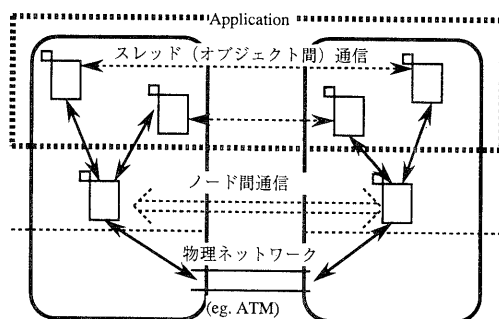 Application
スレッド（オブジェクト間）通信
ノード間通信
物理ネットワーク
(eg. ATM)